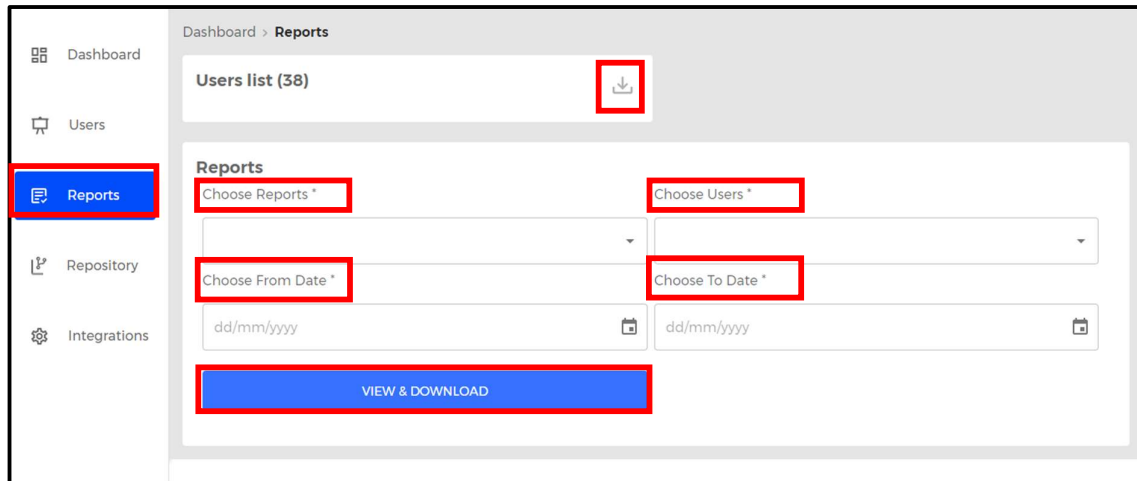 Dashboard
Users
Reports
Repository
Integrations
Dashboard > Reports
Users list (38)
Reports
Choose Reports *
Choose Users *
Choose From Date *
Choose To Date *
dd/mm/yyyy
dd/mm/yyyy
VIEW & DOWNLOAD